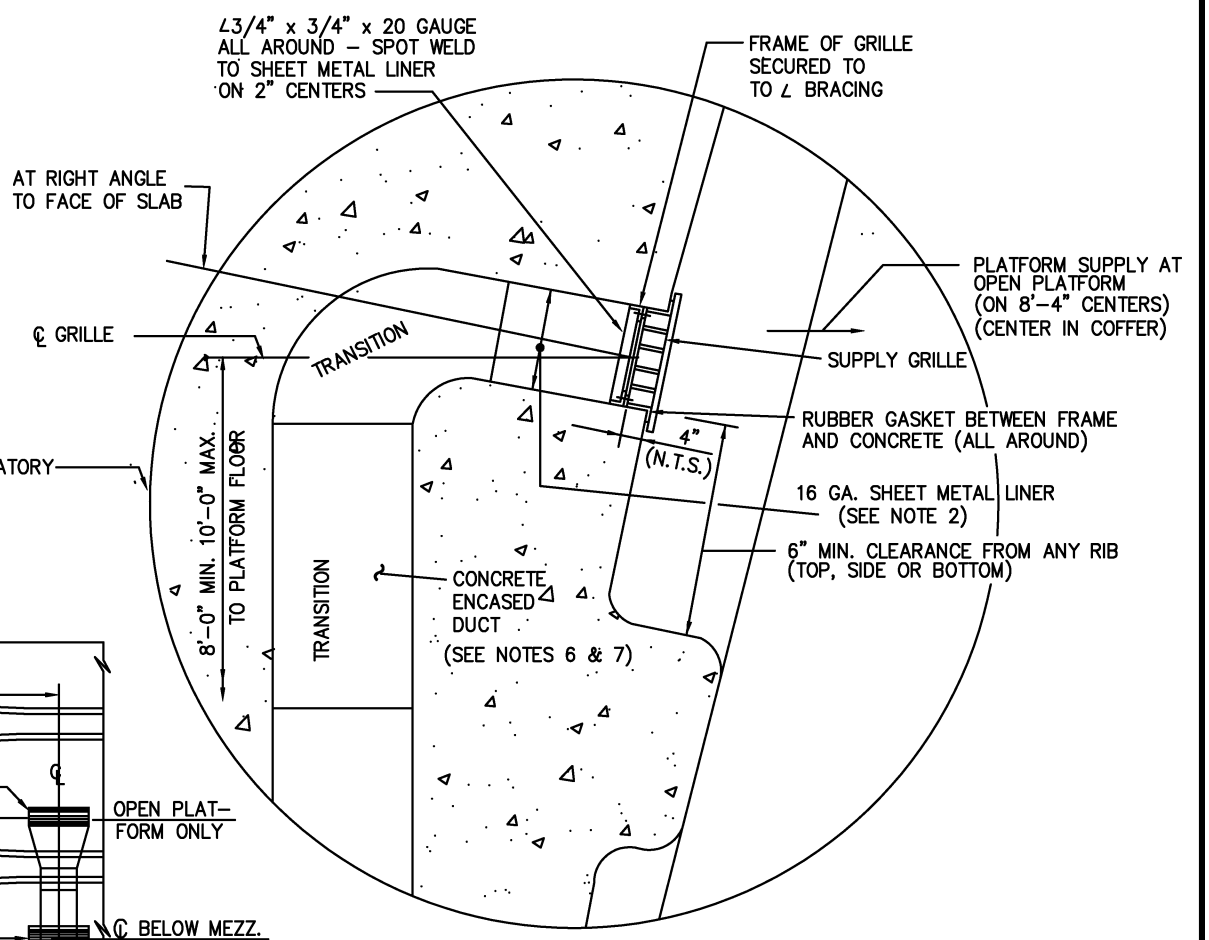 ∠3/4" x 3/4" x 20 GAUGE
ALL AROUND – SPOT WELD
TO SHEET METAL LINER
ON 2" CENTERS
FRAME OF GRILLE
SECURED TO
TO ∠ BRACING
AT RIGHT ANGLE
TO FACE OF SLAB
PLATFORM SUPPLY AT
OPEN PLATFORM
(ON 8'-4" CENTERS)
(CENTER IN COFFER)
℄ GRILLE
TRANSITION
SUPPLY GRILLE
RUBBER GASKET BETWEEN FRAME
AND CONCRETE (ALL AROUND)
4"
(N.T.S.)
ATORY
8'-0" MIN. 10'-0" MAX.
TO PLATFORM FLOOR
16 GA. SHEET METAL LINER
(SEE NOTE 2)
6" MIN. CLEARANCE FROM ANY RIB
(TOP, SIDE OR BOTTOM)
TRANSITION
CONCRETE
ENCASED
DUCT
(SEE NOTES 6 & 7)
℄
OPEN PLAT–
FORM ONLY
℄ BELOW MEZZ.